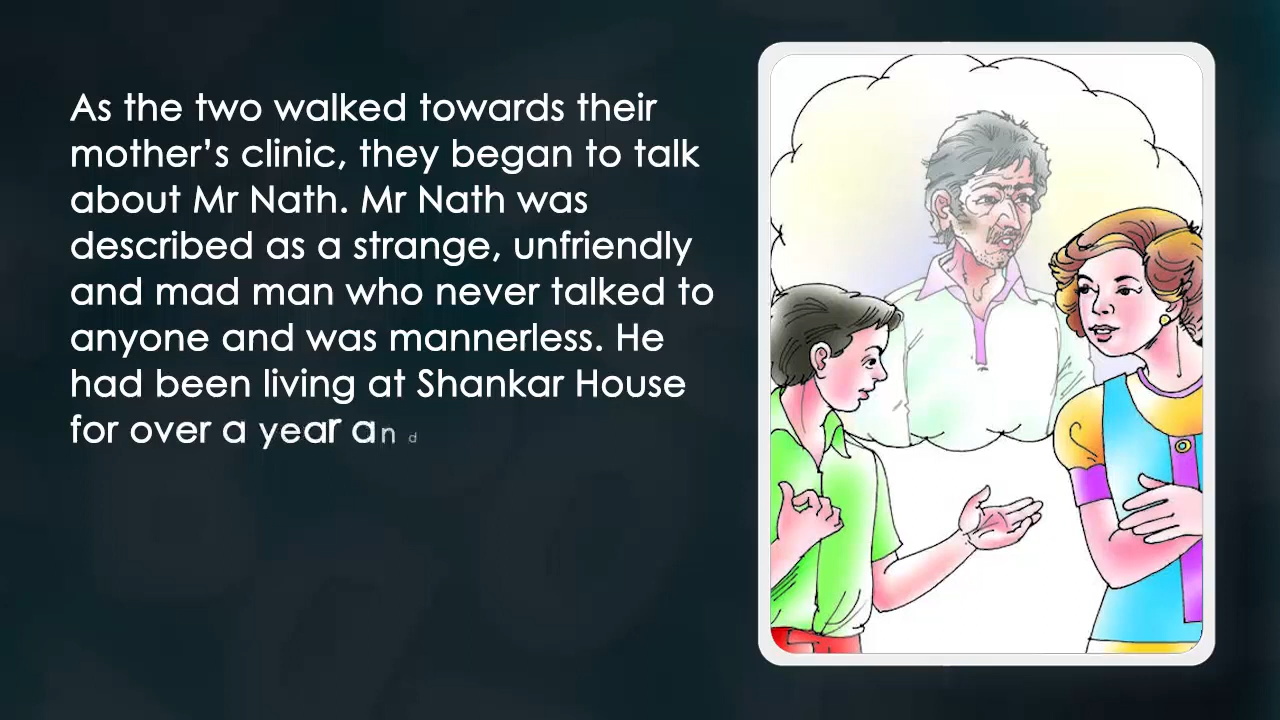 As the two walked towards their
mother's clinic, they began to talk
about Mr Nath. Mr Nath was
described as a strange, unfriendly
and mad man who never talked to
anyone and was mannerless. He
had been living at Shankar House
for over a year and